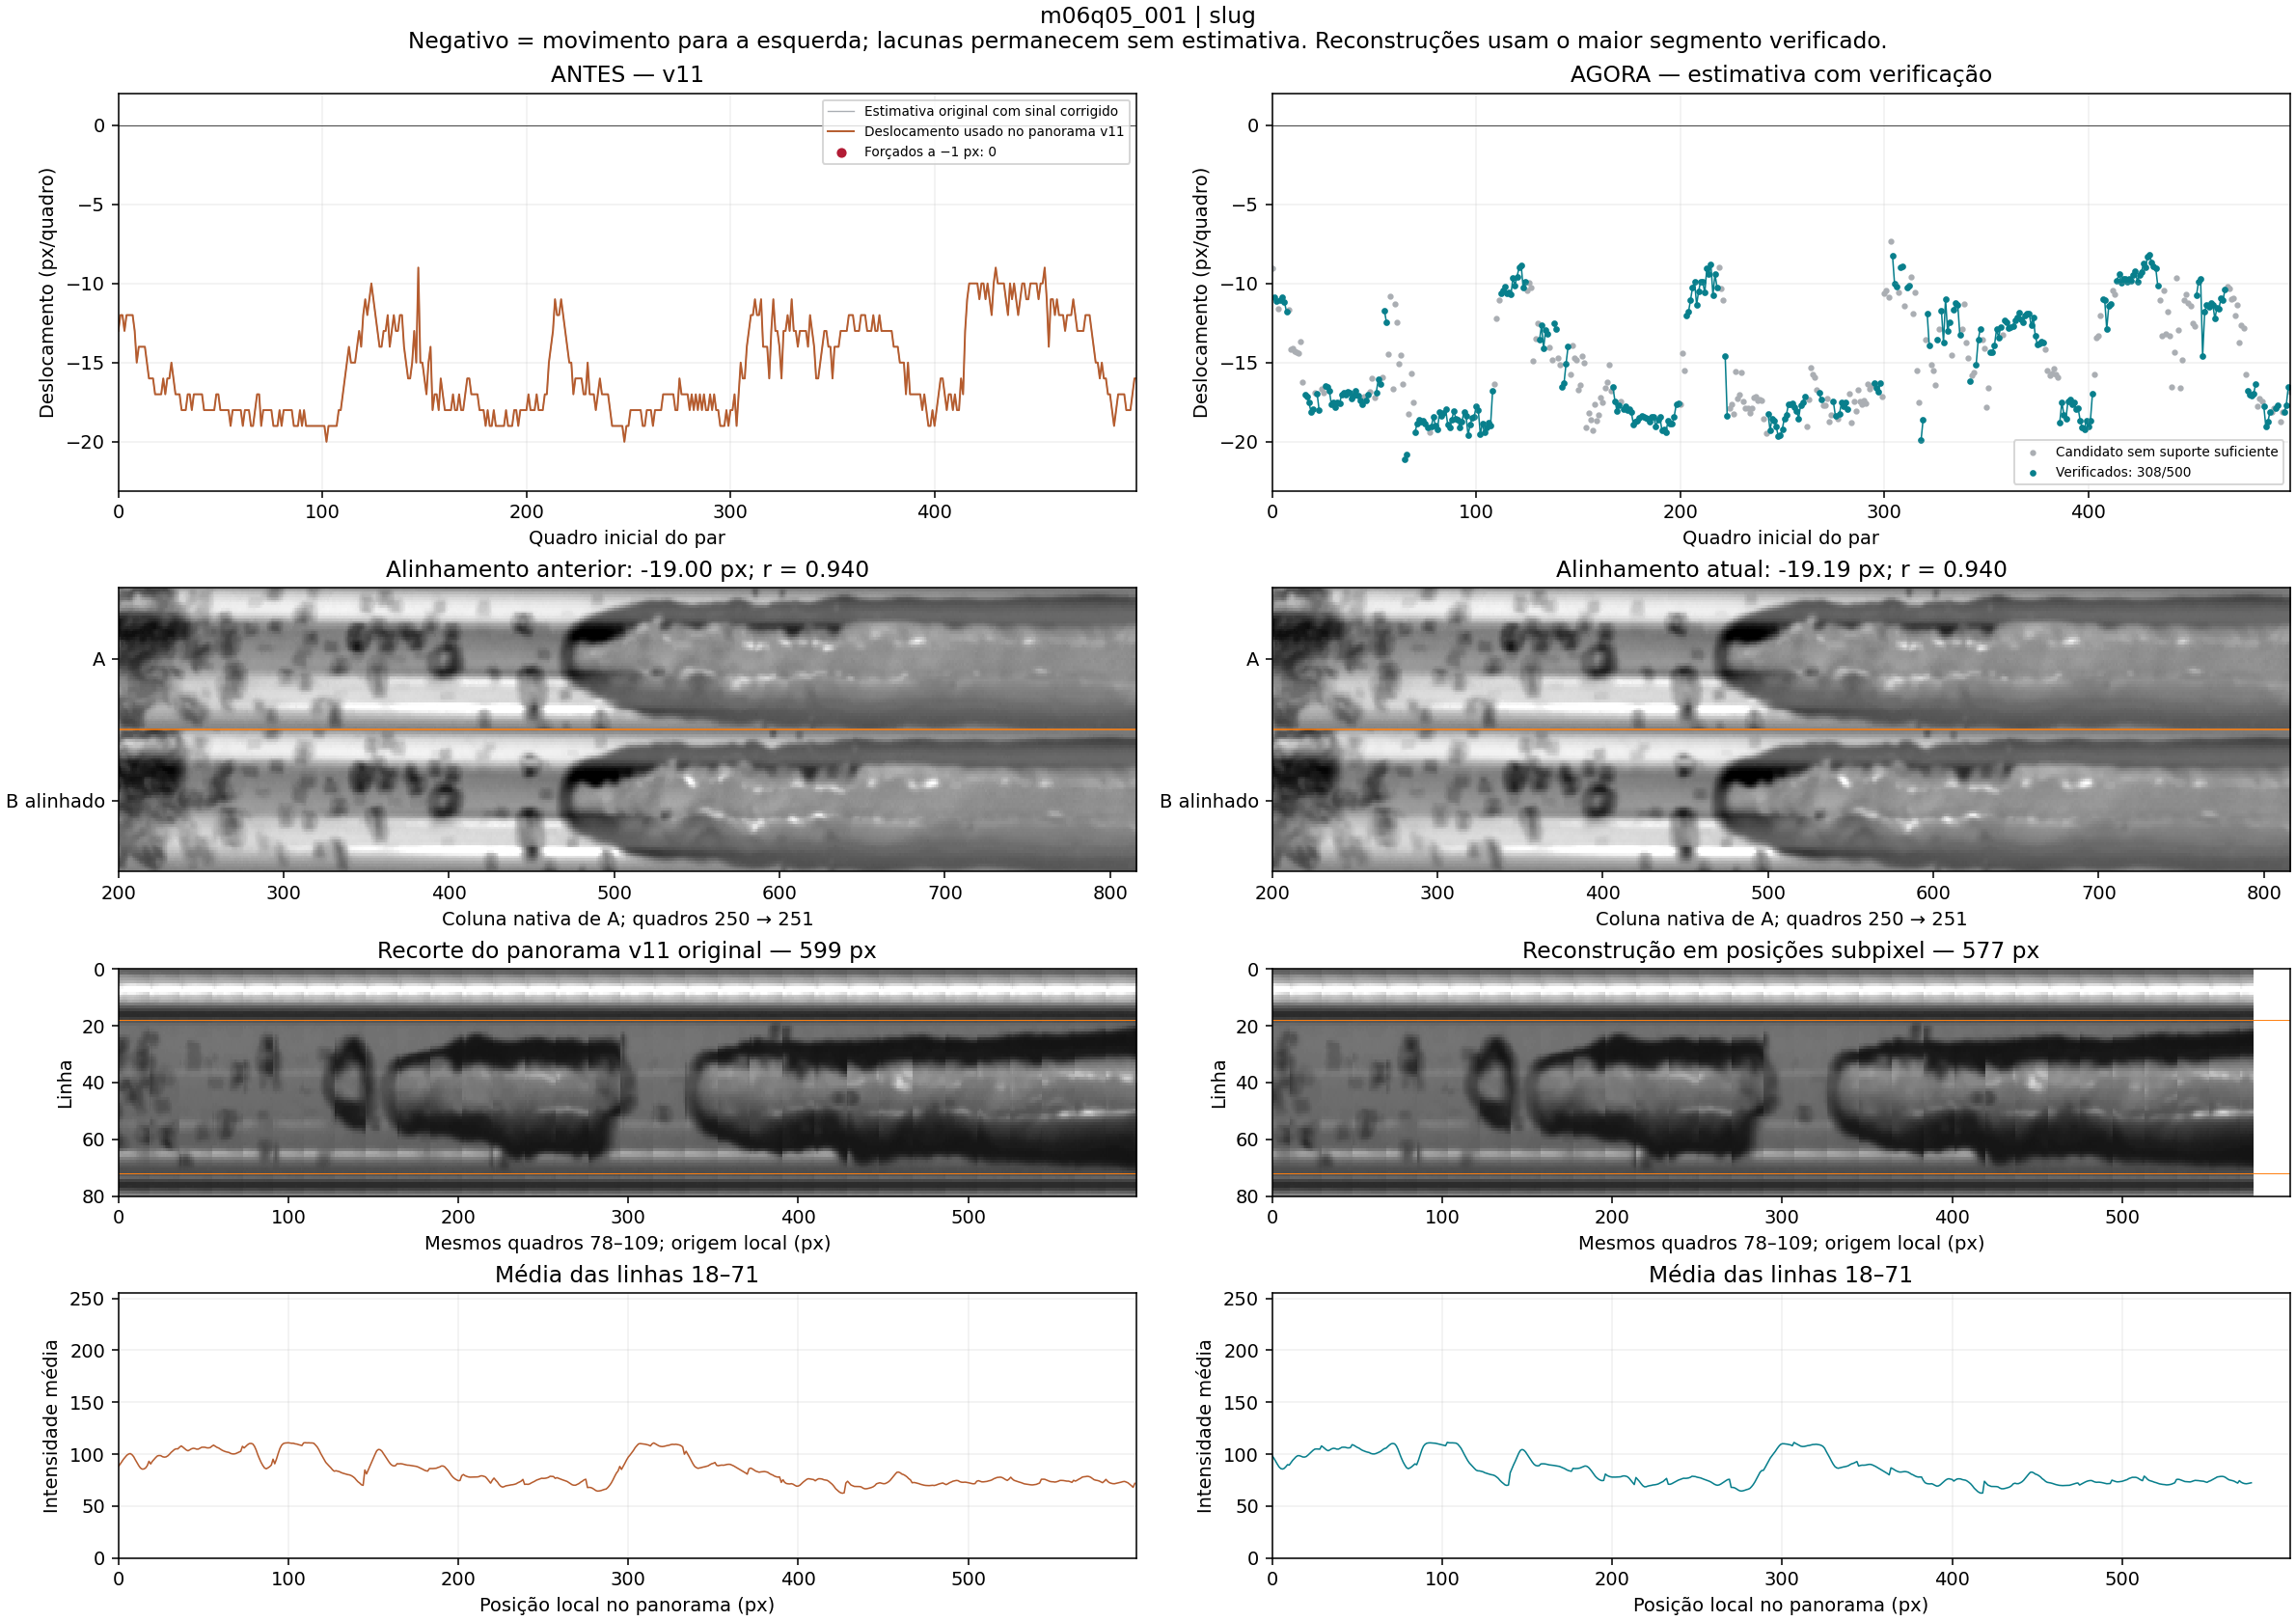 m06q05_001 | slug
Negativo = movimento para a esquerda; lacunas permanecem sem estimativa. Reconstruções usam o maior segmento verificado.
ANTES — v11
Estimativa original com sinal corrigido
Deslocamento usado no panorama v11
Forçados a −1 px: 0
Deslocamento (px/quadro)
0
−5
−10
−15
−20
0 100 200 300 400
Quadro inicial do par
AGORA — estimativa com verificação
Deslocamento (px/quadro)
0
−5
−10
−15
−20
Candidato sem suporte suficiente
Verificados: 308/500
0 100 200 300 400
Quadro inicial do par
Alinhamento anterior: -19.00 px; r = 0.940
A
B alinhado
200 300 400 500 600 700 800
Coluna nativa de A; quadros 250 → 251
Alinhamento atual: -19.19 px; r = 0.940
A
B alinhado
200 300 400 500 600 700 800
Coluna nativa de A; quadros 250 → 251
Recorte do panorama v11 original — 599 px
Linha
0
20
40
60
80
0 100 200 300 400 500
Mesmos quadros 78–109; origem local (px)
Reconstrução em posições subpixel — 577 px
Linha
0
20
40
60
80
0 100 200 300 400 500
Mesmos quadros 78–109; origem local (px)
Média das linhas 18–71
Intensidade média
250
200
150
100
50
0
0 100 200 300 400 500
Posição local no panorama (px)
Média das linhas 18–71
Intensidade média
250
200
150
100
50
0
0 100 200 300 400 500
Posição local no panorama (px)